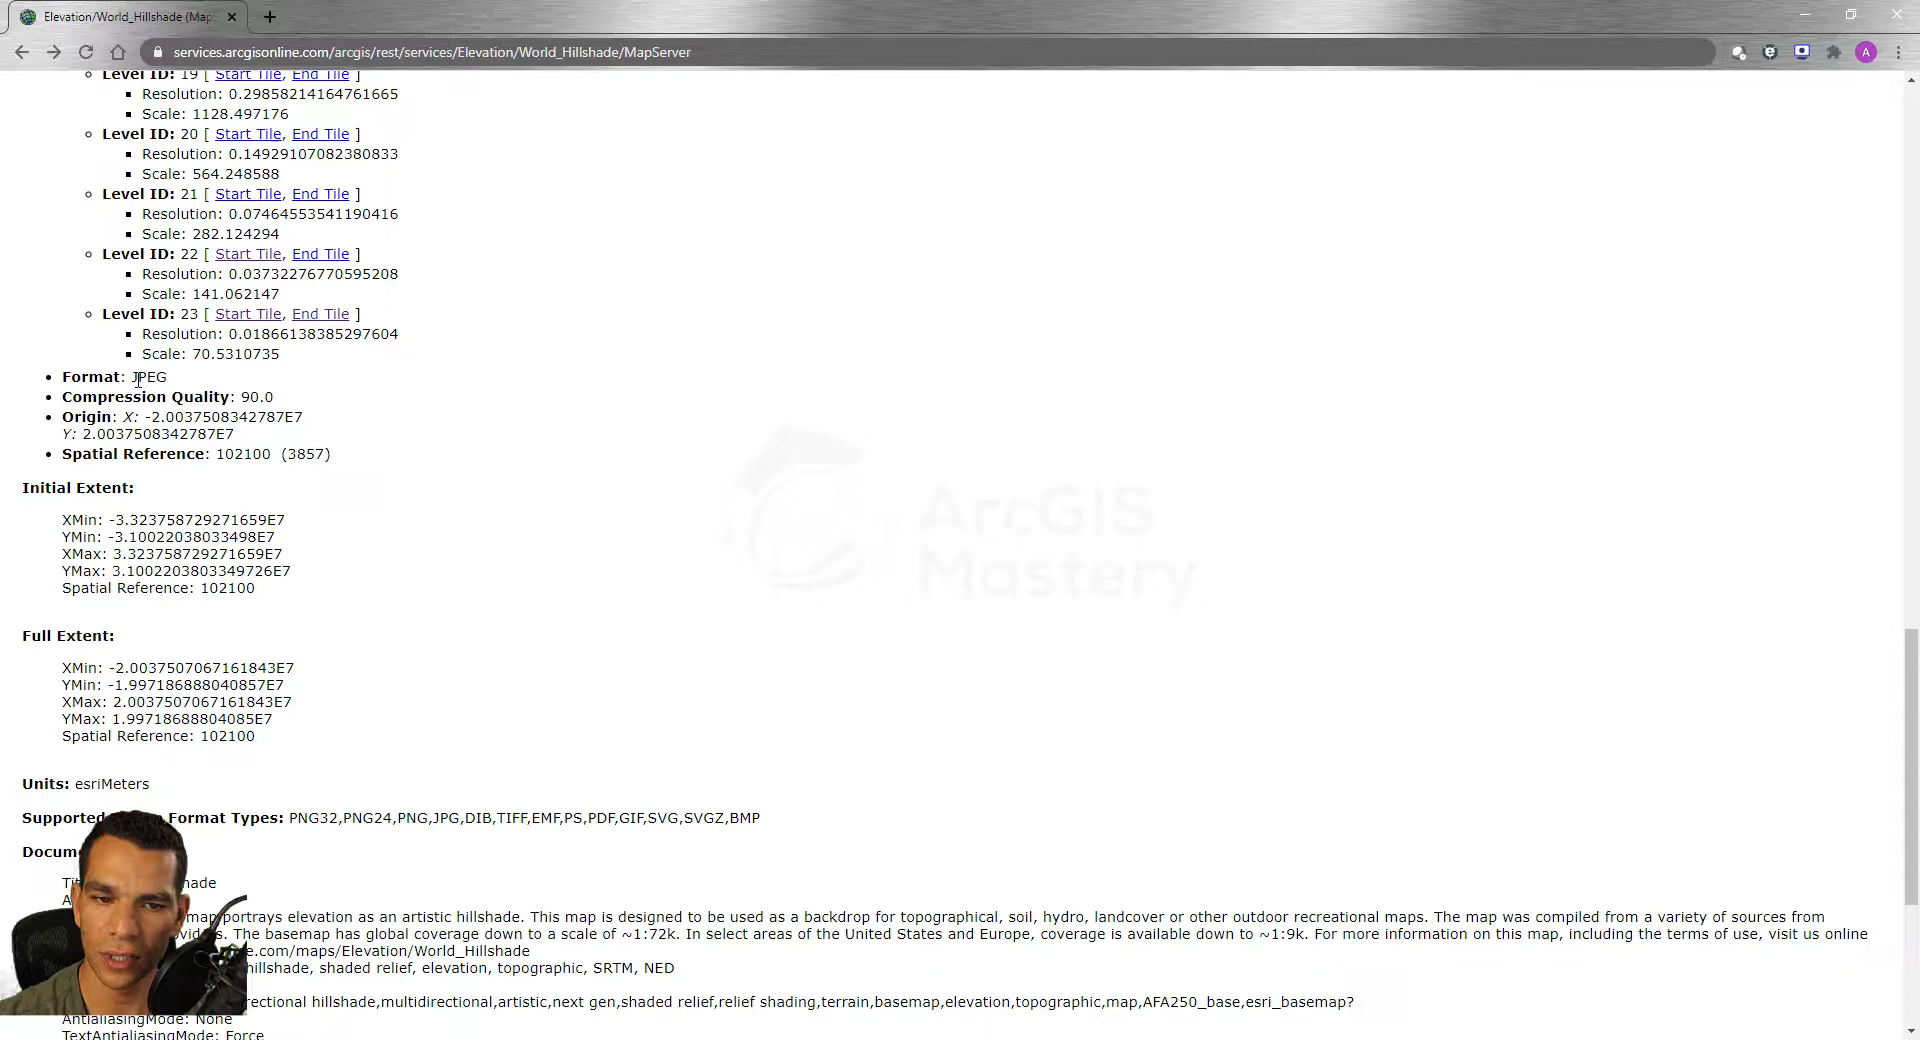 Elevation/World_Hillshade (Map
services.arcgisonline.com/arcgis/rest/services/Elevation/World_Hillshade/MapServer
A
Level ID: 19 [ Start Tile, End Tile ]
Resolution: 0.29858214164761665
Scale: 1128.497176
Level ID: 20 [ Start Tile, End Tile ]
Resolution: 0.14929107082380833
Scale: 564.248588
Level ID: 21 [ Start Tile, End Tile ]
Resolution: 0.07464553541190416
Scale: 282.124294
Level ID: 22 [ Start Tile, End Tile ]
Resolution: 0.03732276770595208
Scale: 141.062147
Level ID: 23 [ Start Tile, End Tile ]
Resolution: 0.01866138385297604
Scale: 70.5310735
Format: JPEG
Compression Quality: 90.0
Origin: X: -2.0037508342787E7
Y: 2.0037508342787E7
Spatial Reference: 102100 (3857)
Initial Extent:
XMin: -3.323758729271659E7
YMin: -3.10022038033498E7
XMax: 3.323758729271659E7
YMax: 3.1002203803349726E7
Spatial Reference: 102100
ArcGIS
Mastery
Full Extent:
XMin: -2.0037507067161843E7
YMin: -1.997186888040857E7
XMax: 2.0037507067161843E7
YMax: 1.99718688804085E7
Spatial Reference: 102100
Units: esriMeters
Supported Format Types: PNG32,PNG24,PNG,JPG,DIB,TIFF,EMF,PS,PDF,GIF,SVG,SVGZ,BMP
map portrays elevation as an artistic hillshade. This map is designed to be used as a backdrop for topographical, soil, hydro, landcover or other outdoor recreational maps. The map was compiled from a variety of sources from
The basemap has global coverage down to a scale of ~1:72k. In select areas of the United States and Europe, coverage is available down to ~1:9k. For more information on this map, including the terms of use, visit us online
.com/maps/Elevation/World_Hillshade
hillshade, shaded relief, elevation, topographic, SRTM, NED
hillshade,multidirectional,artistic,next gen,shaded relief,relief shading,terrain,basemap,elevation,topographic,map,AFA250_base,esri_basemap?
AntialiasingMode: None
TextAntialiasingMode: Force